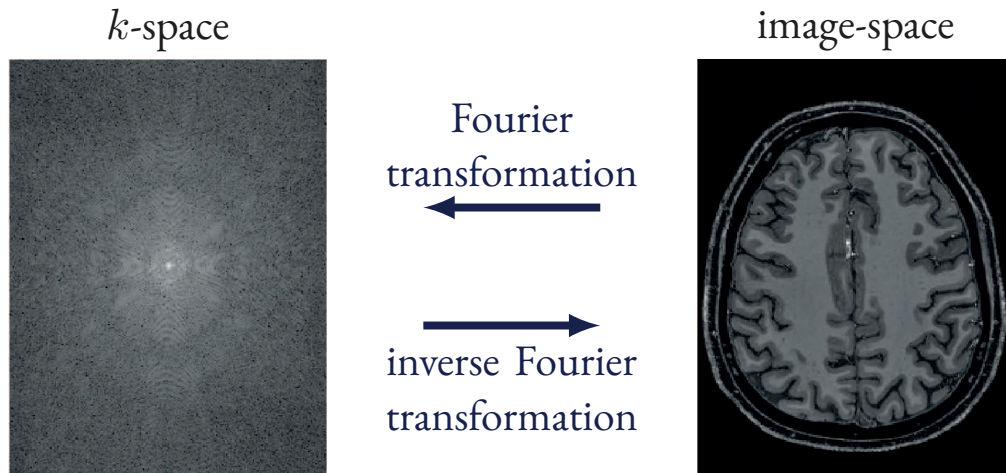 k-space
image-space
Fourier
transformation
inverse Fourier
transformation